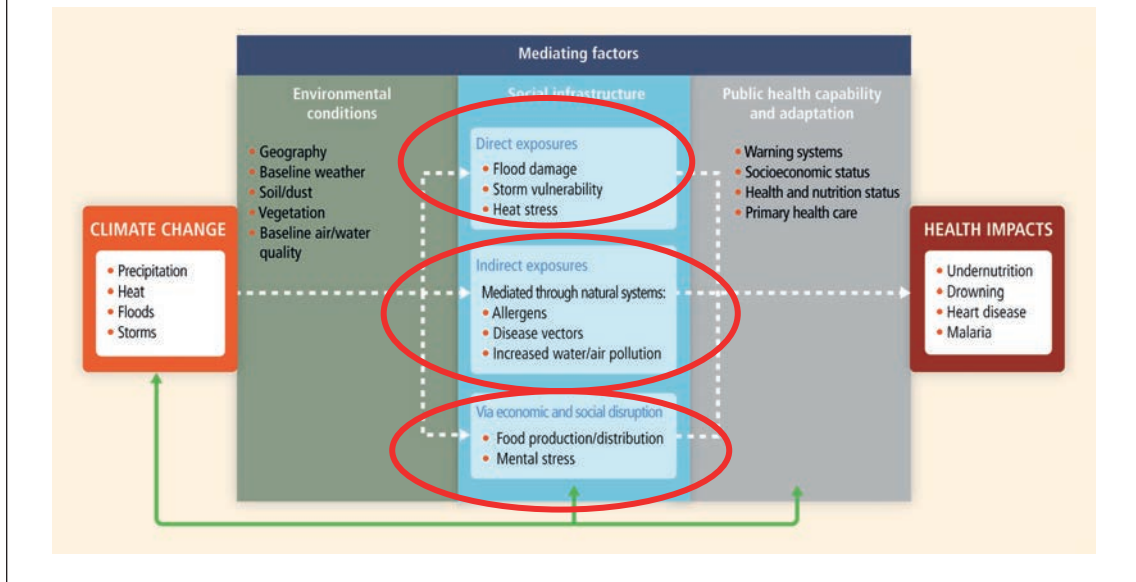 Mediating factors
Environmental
conditions
• Geography
• Baseline weather
• Soil/dust
• Vegetation
• Baseline air/water
quality
Social infrastructure
Direct exposures
• Flood damage
• Storm vulnerability
• Heat stress
Indirect exposures
Mediated through natural systems:
• Allergens
• Disease vectors
• Increased water/air pollution
Via economic and social disruption
• Food production/distribution
• Mental stress
Public health capability
and adaptation
• Warning systems
• Socioeconomic status
• Health and nutrition status
• Primary health care
CLIMATE CHANGE
• Precipitation
• Heat
• Floods
• Storms
HEALTH IMPACTS
• Undernutrition
• Drowning
• Heart disease
• Malaria